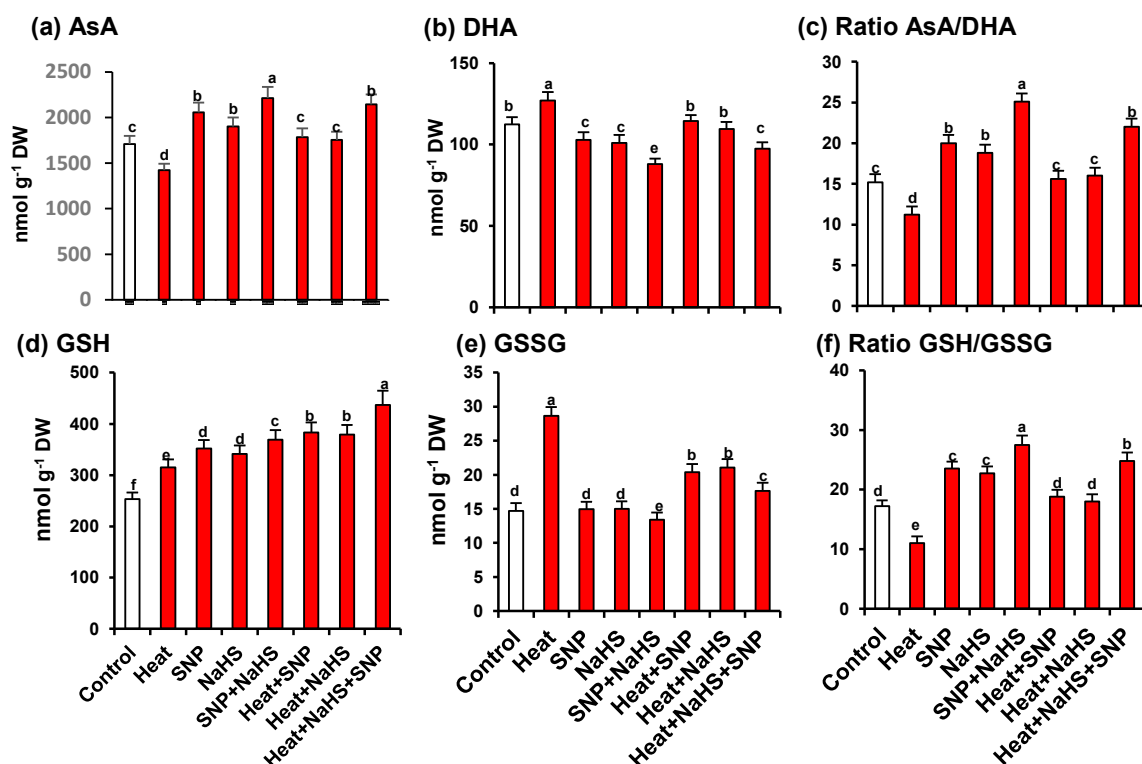 (a) AsA
(b) DHA
(c) Ratio AsA/DHA
nmol g-1 DW
2500
2000
1500
1000
500
0
c
d
b
b
a
c
c
b
nmol g-1 DW
150
100
50
0
b
a
c
c
e
b
b
c
30
25
20
15
10
5
0
c
d
b
b
a
c
c
b
(d) GSH
(e) GSSG
(f) Ratio GSH/GSSG
nmol g-1 DW
500
400
300
200
100
0
f
e
d
d
c
b
b
a
nmol g-1 DW
35
30
25
20
15
10
5
0
d
a
d
d
e
b
b
c
40
30
20
10
0
d
e
c
c
a
d
d
b
Control
Heat
SNP
NaHS
SNP+NaHS
Heat+SNP
Heat+NaHS
Heat+NaHS+SNP
Control
Heat
SNP
NaHS
SNP+NaHS
Heat+SNP
Heat+NaHS
Heat+NaHS+SNP
Control
Heat
SNP
NaHS
SNP+NaHS
Heat+SNP
Heat+NaHS
Heat+NaHS+SNP